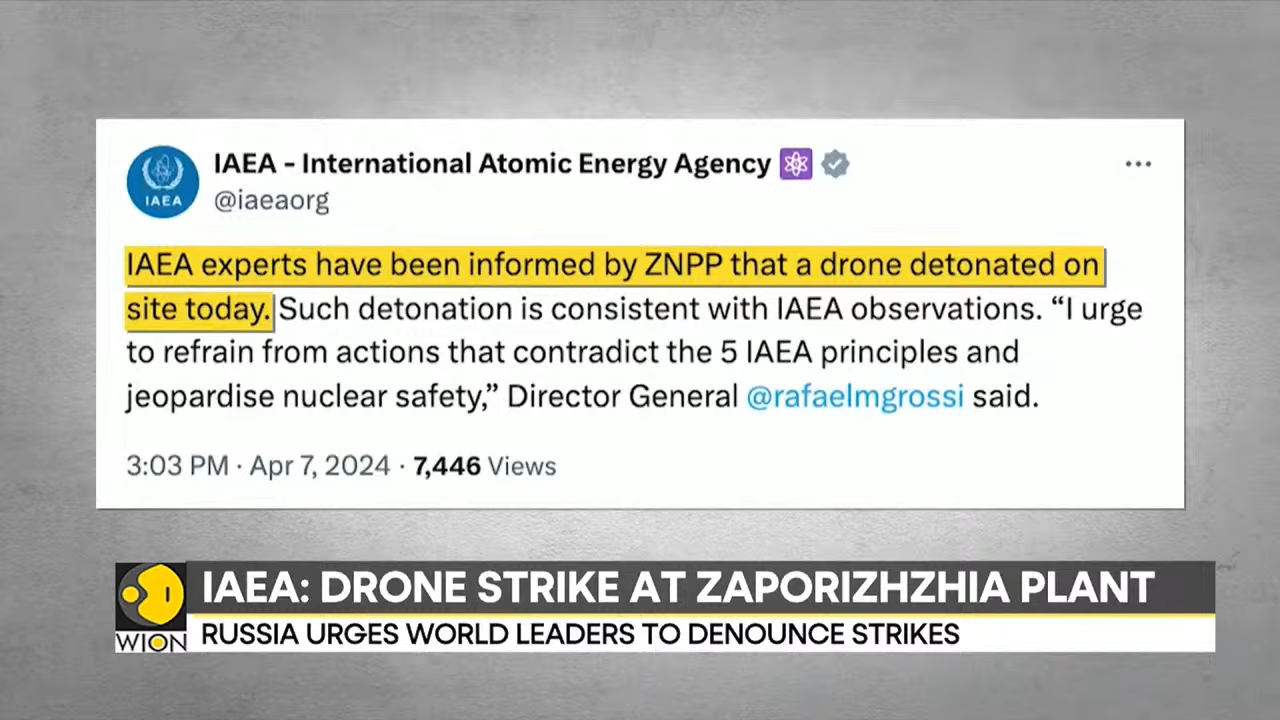 IAEA - International Atomic Energy Agency ⚛
@iaeaorg
IAEA
IAEA experts have been informed by ZNPP that a drone detonated on
site today. Such detonation is consistent with IAEA observations. “I urge
to refrain from actions that contradict the 5 IAEA principles and
jeopardise nuclear safety,” Director General @rafaelmgrossi said.
3:03 PM · Apr 7, 2024 · 7,446 Views
IAEA: DRONE STRIKE AT ZAPORIZHZHIA PLANT
WION
RUSSIA URGES WORLD LEADERS TO DENOUNCE STRIKES